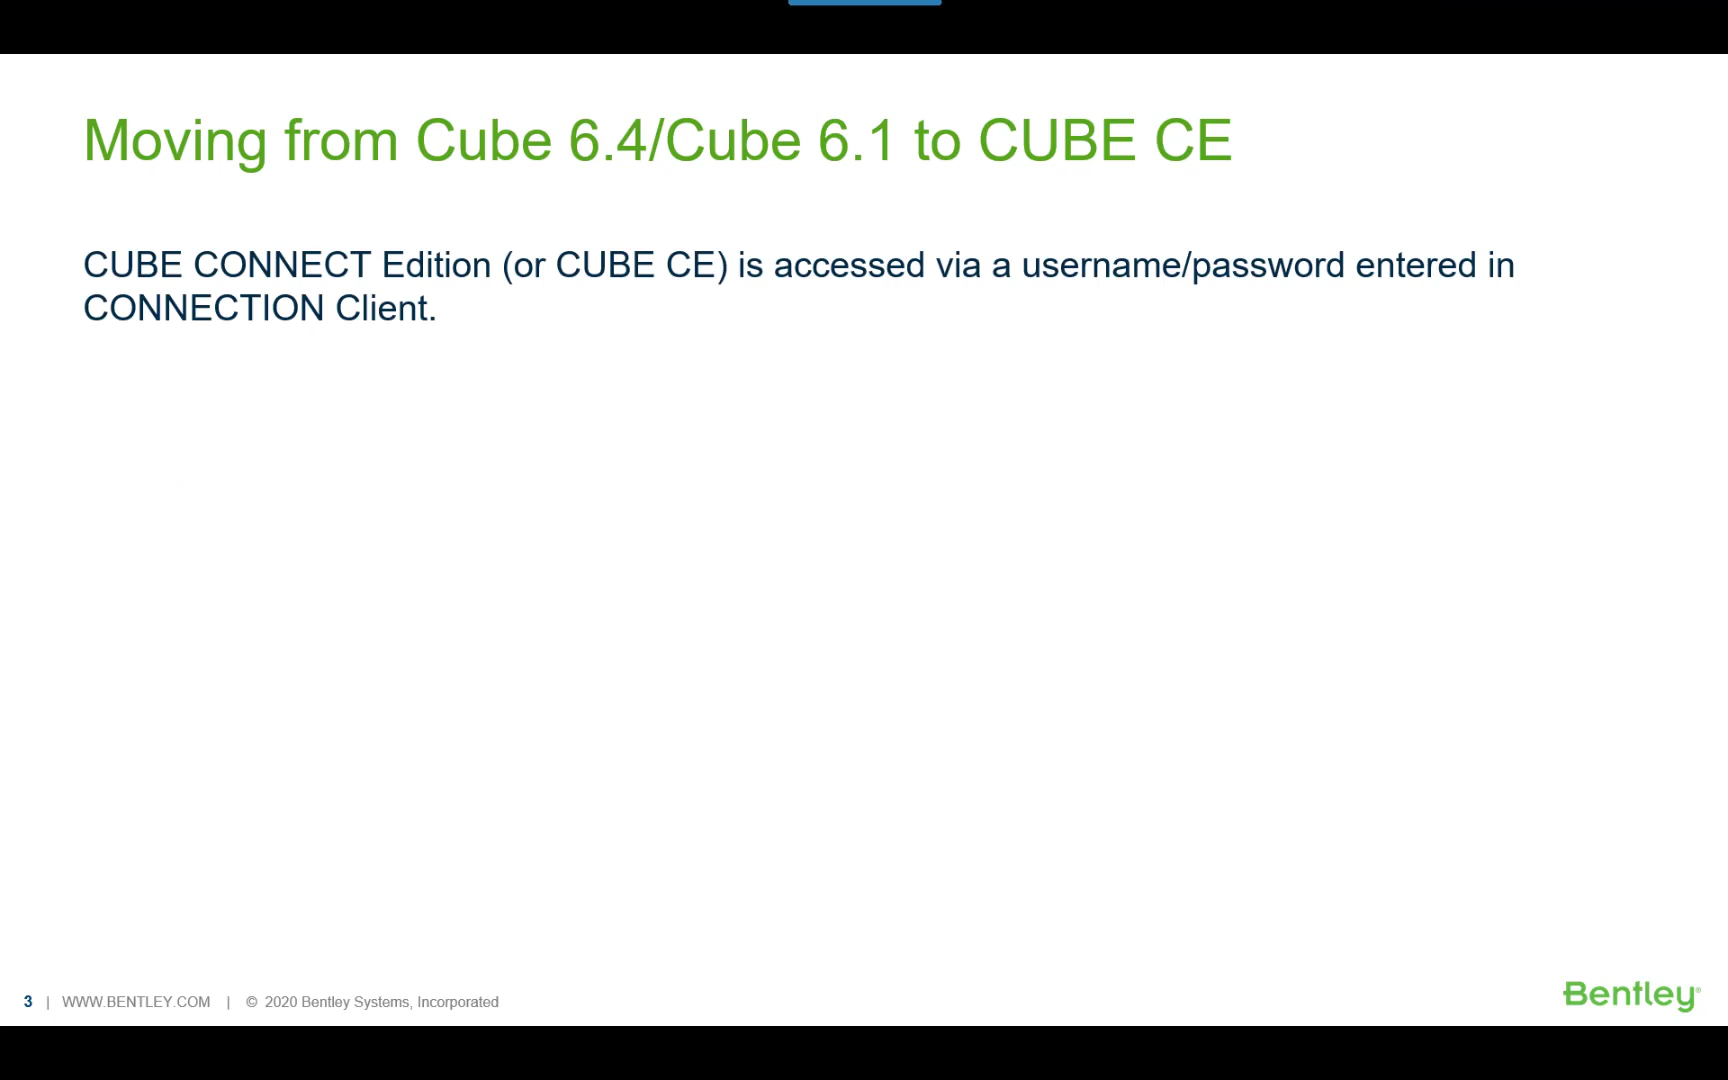 Moving from Cube 6.4/Cube 6.1 to CUBE CE
CUBE CONNECT Edition (or CUBE CE) is accessed via a username/password entered in
CONNECTION Client.
3 | WWW.BENTLEY.COM | © 2020 Bentley Systems, Incorporated
Bentley®